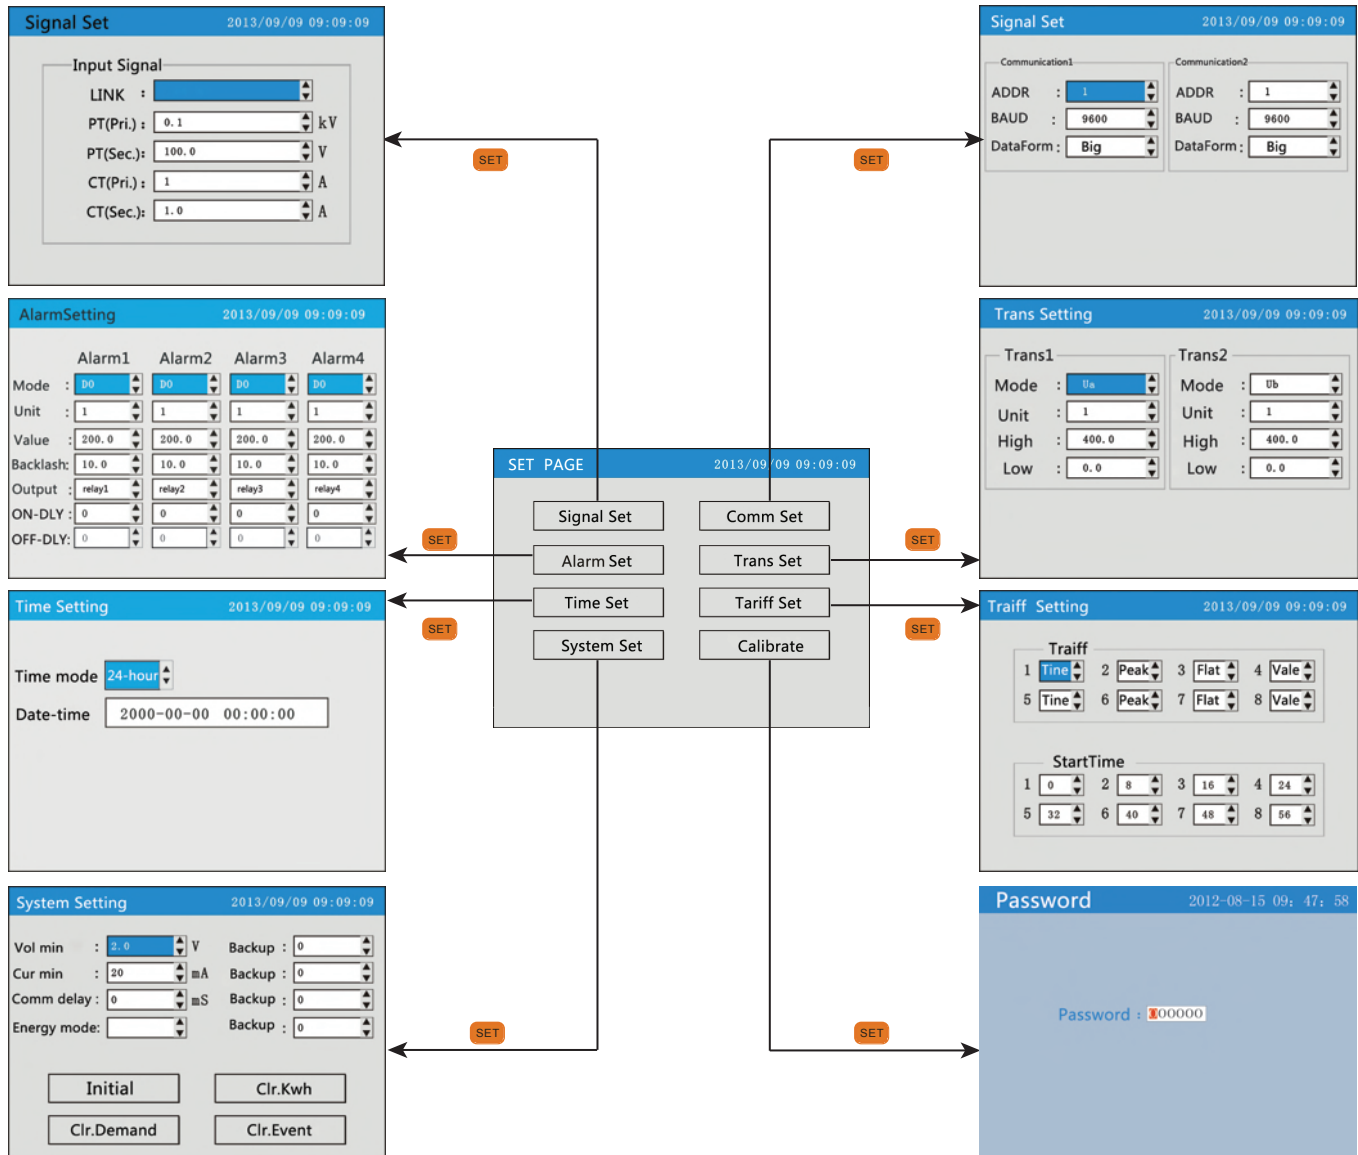 Signal Set 2013/09/09 09:09:09
Input Signal
LINK :
PT(Pri.) : 0.1 kV
PT(Sec.): 100.0 V
CT(Pri.) : 1 A
CT(Sec.): 1.0 A
SET
AlarmSetting 2013/09/09 09:09:09
Alarm1 Alarm2 Alarm3 Alarm4
Mode : DO DO DO DO
Unit : 1 1 1 1
Value : 200.0 200.0 200.0 200.0
Backlash: 10.0 10.0 10.0 10.0
Output : relay1 relay2 relay3 relay4
ON-DLY : 0 0 0 0
OFF-DLY: 0 0 0 0
SET
Time Setting 2013/09/09 09:09:09
Time mode 24-hour
Date-time 2000-00-00 00:00:00
SET
System Setting 2013/09/09 09:09:09
Vol min : 2.0 V Backup : 0
Cur min : 20 mA Backup : 0
Comm delay : 0 mS Backup : 0
Energy mode: Backup : 0
Initial Clr.Kwh
Clr.Demand Clr.Event
SET
SET PAGE 2013/09/09 09:09:09
Signal Set Comm Set
Alarm Set Trans Set
Time Set Tariff Set
System Set Calibrate
SET
Signal Set 2013/09/09 09:09:09
Communication1 Communication2
ADDR : 1 ADDR : 1
BAUD : 9600 BAUD : 9600
DataForm : Big DataForm : Big
SET
Trans Setting 2013/09/09 09:09:09
Trans1 Trans2
Mode : Ua Mode : Ub
Unit : 1 Unit : 1
High : 400.0 High : 400.0
Low : 0.0 Low : 0.0
SET
Traiff Setting 2013/09/09 09:09:09
Traiff
1 Tine 2 Peak 3 Flat 4 Vale
5 Tine 6 Peak 7 Flat 8 Vale
StartTime
1 0 2 8 3 16 4 24
5 32 6 40 7 48 8 56
SET
Password 2012-08-15 09: 47: 58
Password : 000000